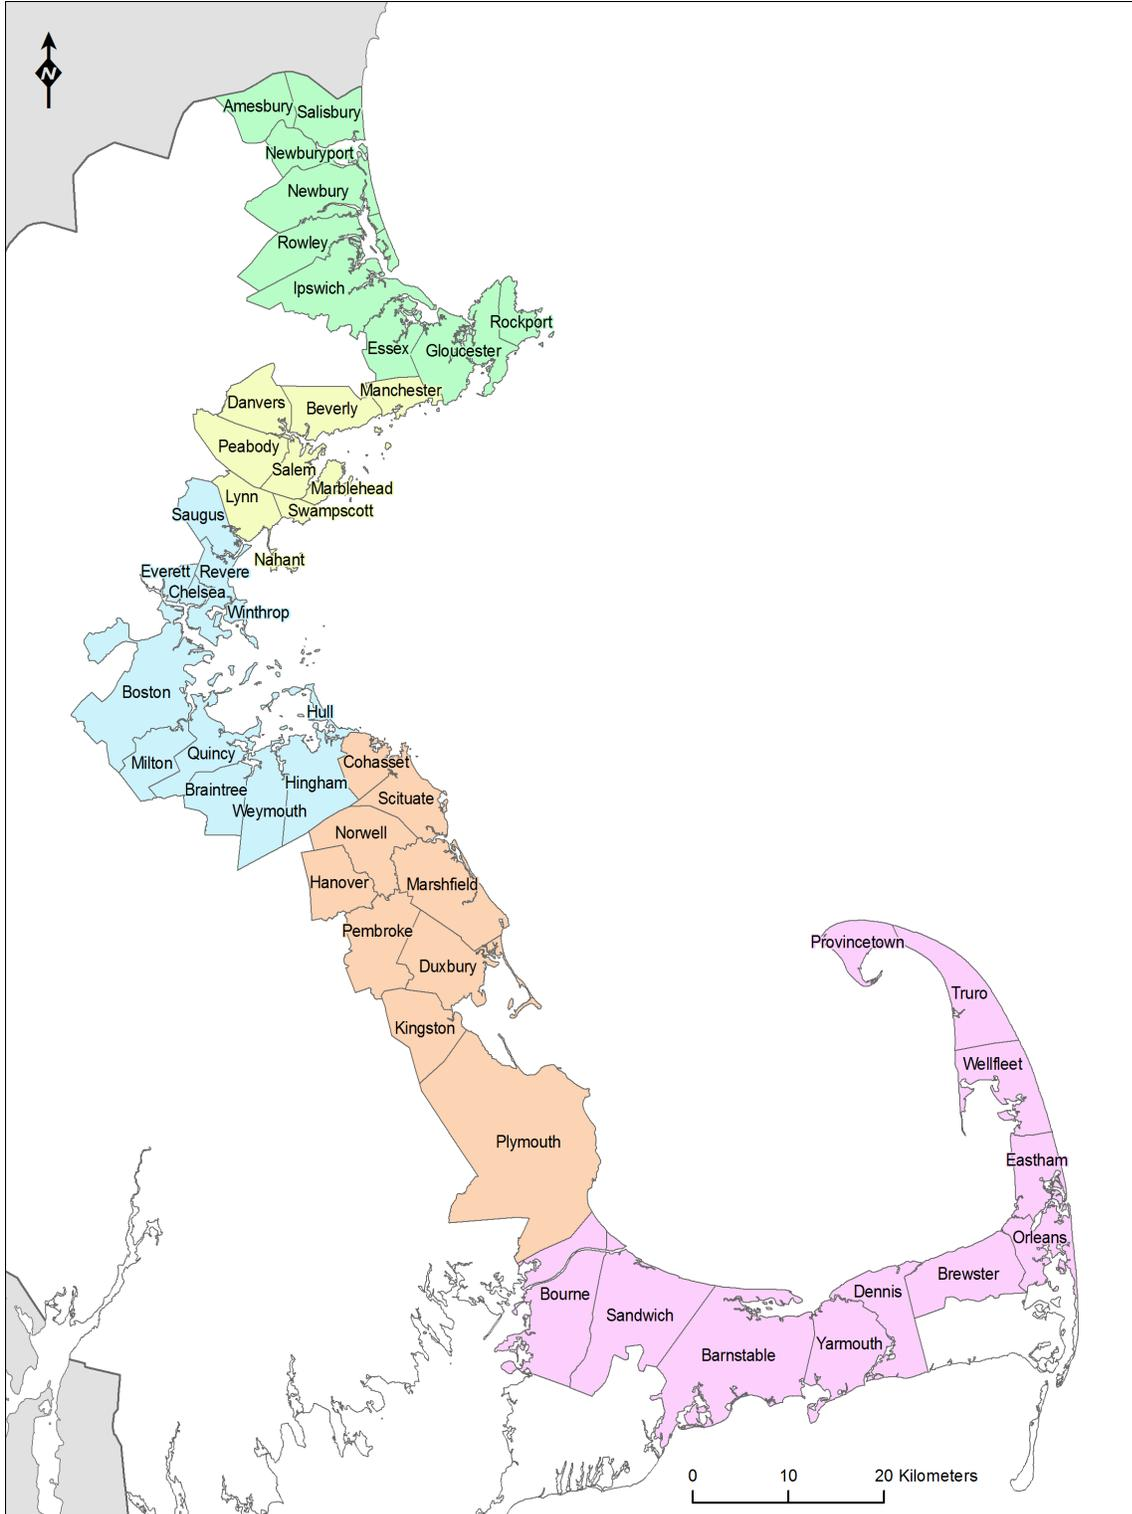 N
Amesbury
Salisbury
Newburyport
Newbury
Rowley
Ipswich
Rockport
Essex
Gloucester
Manchester
Danvers
Beverly
Peabody
Salem
Marblehead
Lynn
Swampscott
Saugus
Nahant
Everett
Revere
Chelsea
Winthrop
Boston
Hull
Quincy
Milton
Cohasset
Hingham
Braintree
Scituate
Weymouth
Norwell
Hanover
Marshfield
Pembroke
Provincetown
Duxbury
Truro
Kingston
Wellfleet
Plymouth
Eastham
Orleans
Brewster
Bourne
Dennis
Sandwich
Yarmouth
Barnstable
0 10 20 Kilometers